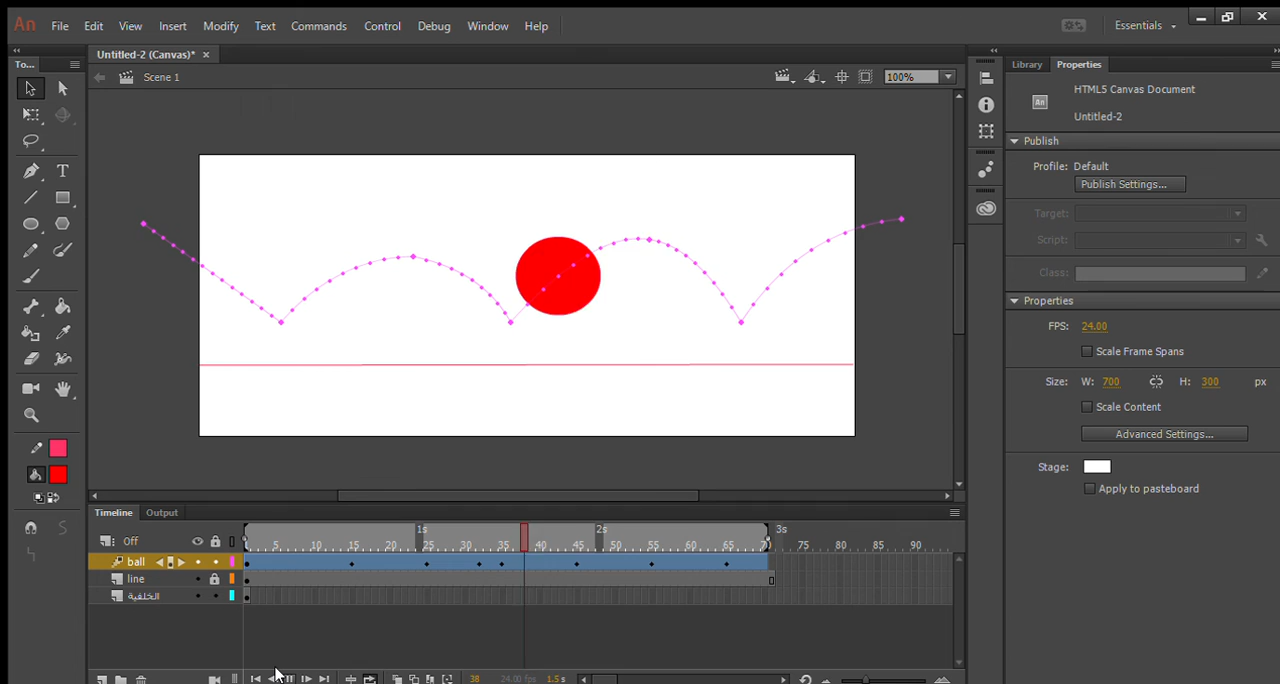 An File Edit View Insert Modify Text Commands Control Debug Window Help Essentials
To... Untitled-2 (Canvas)* × Library Properties
Scene 1 100%
HTML5 Canvas Document
An
Untitled-2
Publish
Profile: Default
Publish Settings...
Target:
Script:
Class:
Properties
FPS: 24.00
Scale Frame Spans
Size: W: 700 H: 300 px
Scale Content
Advanced Settings...
Stage:
Apply to pasteboard
Timeline Output
1s 2s 3s
Off 5 10 15 20 25 30 35 40 45 50 55 60 65 70 75 80 85 90
ball
line
الخلفية
38 24.00 fps 1.5 s